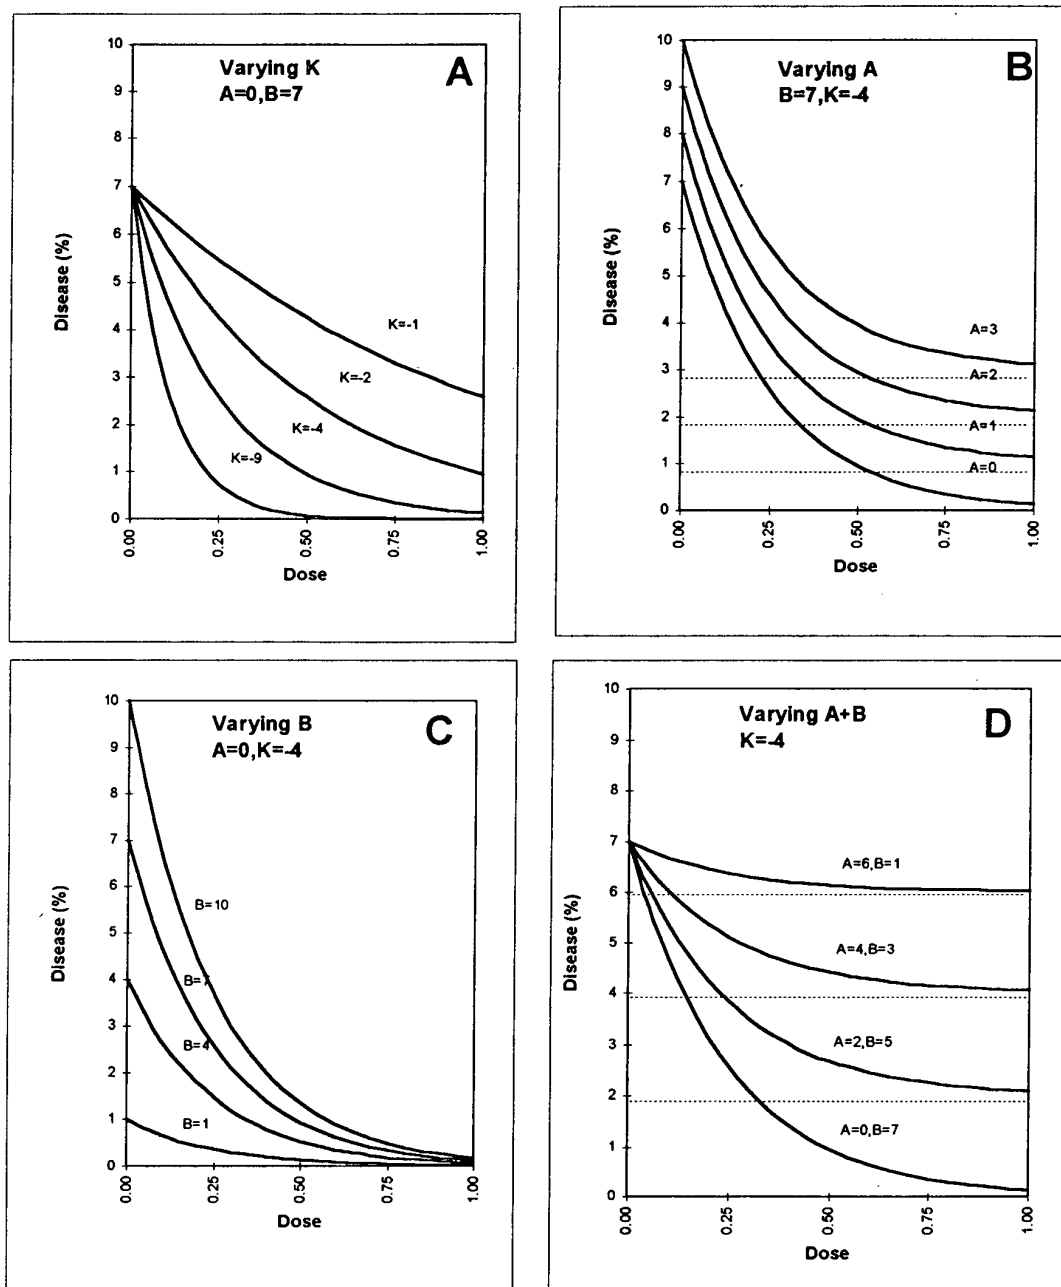 Varying K
A=0,B=7
A
10
9
8
7
6
5
4
3
2
1
0
Disease (%)
K=-1
K=-2
K=-4
K=-9
0.00
0.25
0.50
0.75
1.00
Dose
Varying A
B=7,K=-4
B
10
9
8
7
6
5
4
3
2
1
0
Disease (%)
A=3
A=2
A=1
A=0
0.00
0.25
0.50
0.75
1.00
Dose
Varying B
A=0,K=-4
C
10
9
8
7
6
5
4
3
2
1
0
Disease (%)
B=10
B=7
B=4
B=1
0.00
0.25
0.50
0.75
1.00
Dose
Varying A+B
K=-4
D
10
9
8
7
6
5
4
3
2
1
0
Disease (%)
A=6,B=1
A=4,B=3
A=2,B=5
A=0,B=7
0.00
0.25
0.50
0.75
1.00
Dose